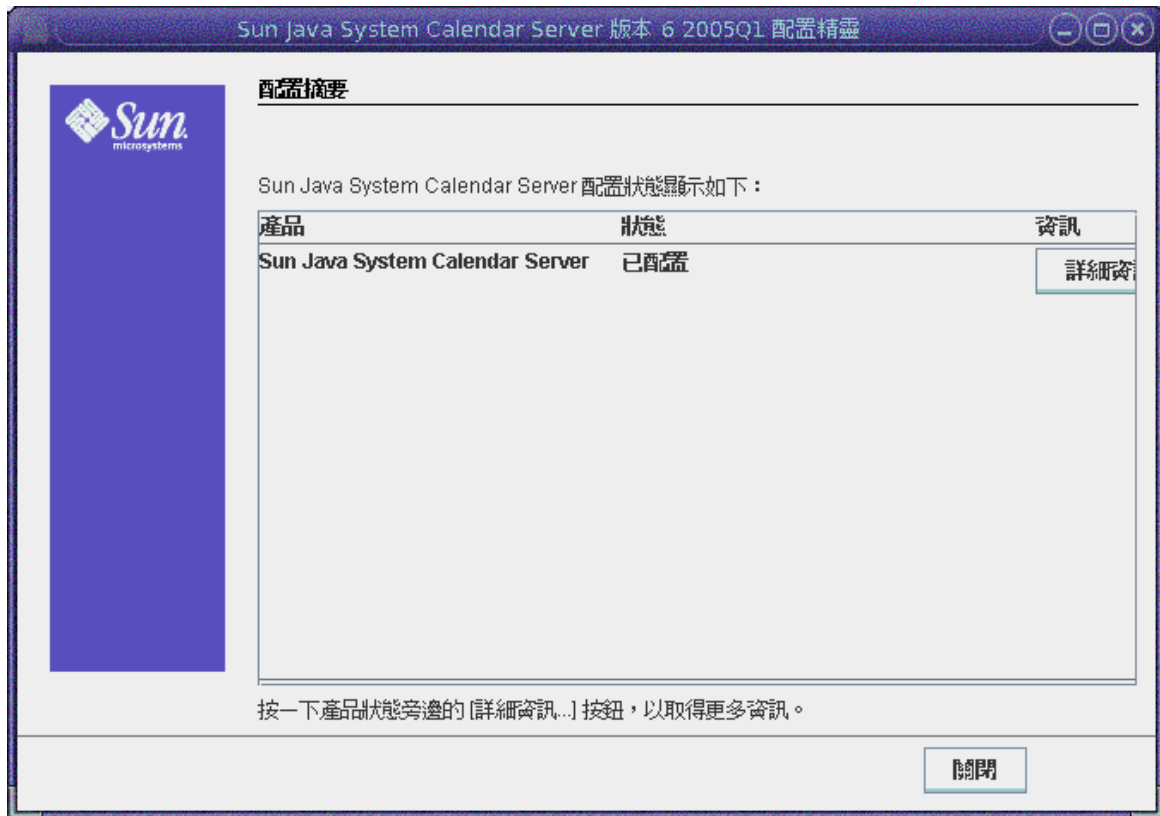 Sun Java System Calendar Server 版本 6 2005Q1 配置精靈
Sun
microsystems
配置摘要
Sun Java System Calendar Server 配置狀態顯示如下：
產品 狀態 資訊
Sun Java System Calendar Server 已配置 詳細資
按一下產品狀態旁邊的 [詳細資訊...] 按鈕，以取得更多資訊。
關閉